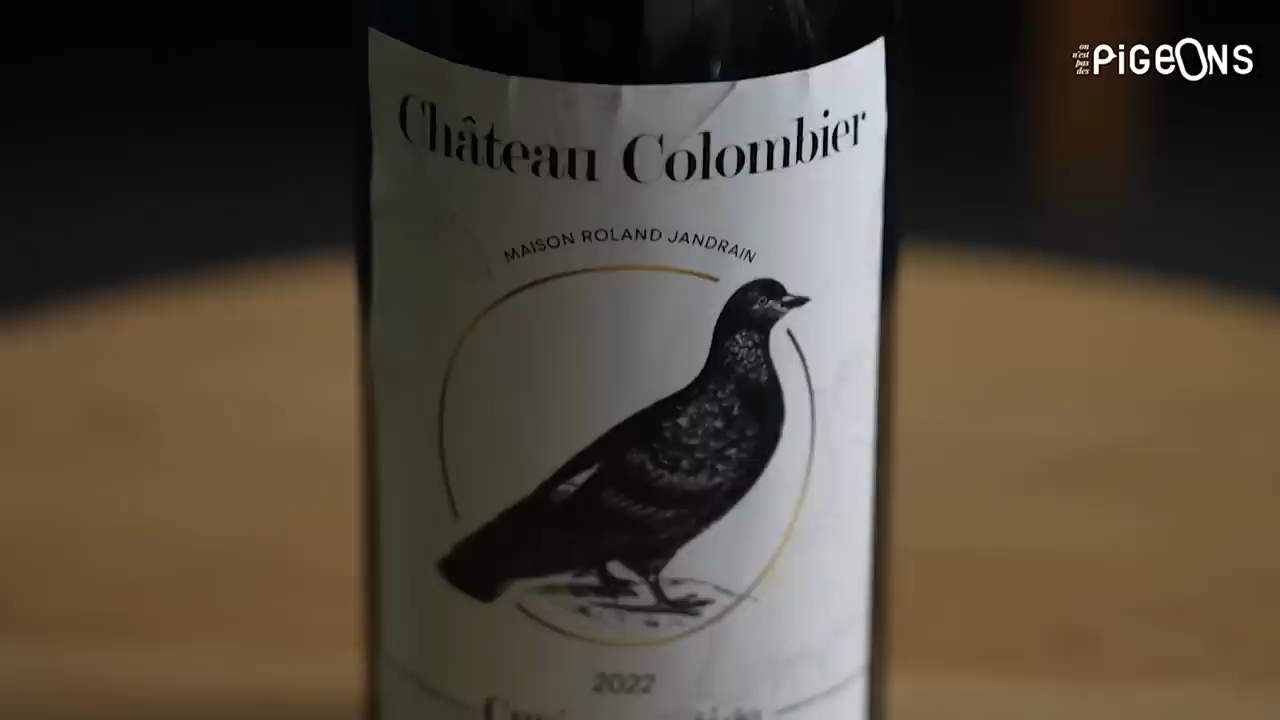 on
n'est
pas
des
PiGeONS
Château Colombier
MAISON ROLAND JANDRAIN
2022